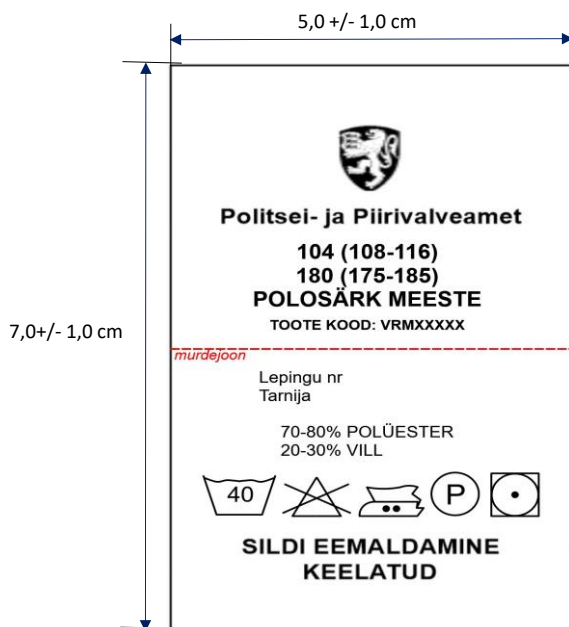 5,0 +/- 1,0 cm
Politsei- ja Piirivalveamet
104 (108-116)
180 (175-185)
POLOSÄRK MEESTE
TOOTE KOOD: VRMXXXXX
7,0+/- 1,0 cm
murdejoon
Lepingu nr
Tarnija
70-80% POLÜESTER
20-30% VILL
40
P
SILDI EEMALDAMINE
KEELATUD